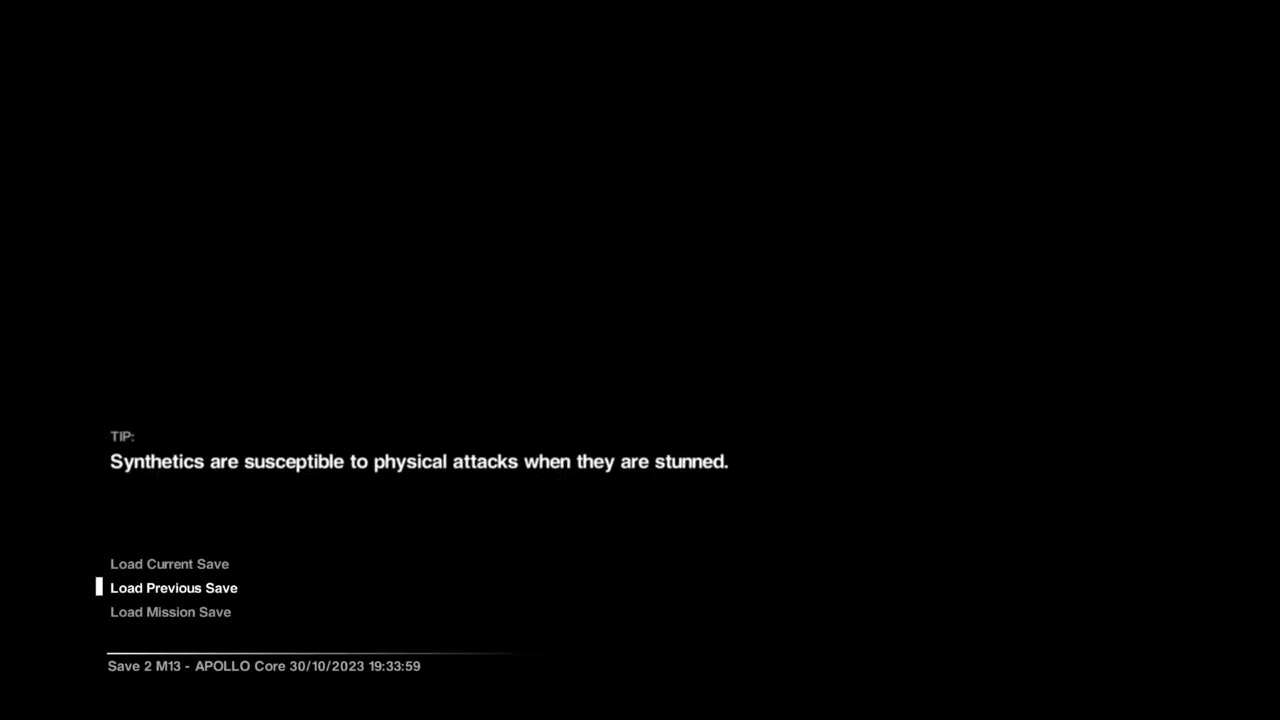 TIP:
Synthetics are susceptible to physical attacks when they are stunned.
Load Current Save
Load Previous Save
Load Mission Save
Save 2 M13 - APOLLO Core 30/10/2023 19:33:59